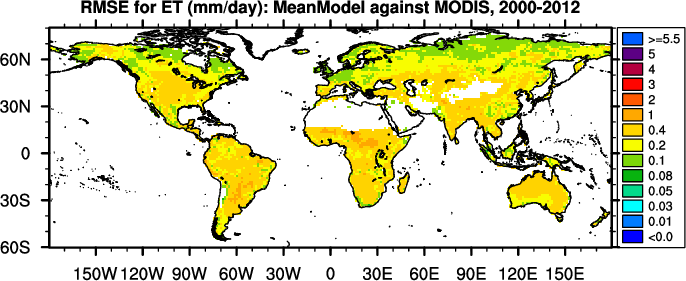 RMSE for ET (mm/day): MeanModel against MODIS, 2000-2012
60N
30N
0
30S
60S
150W 120W 90W 60W 30W 0 30E 60E 90E 120E 150E
>=5.5
5
4
3
2
1
0.4
0.2
0.1
0.08
0.05
0.03
0.01
<0.0